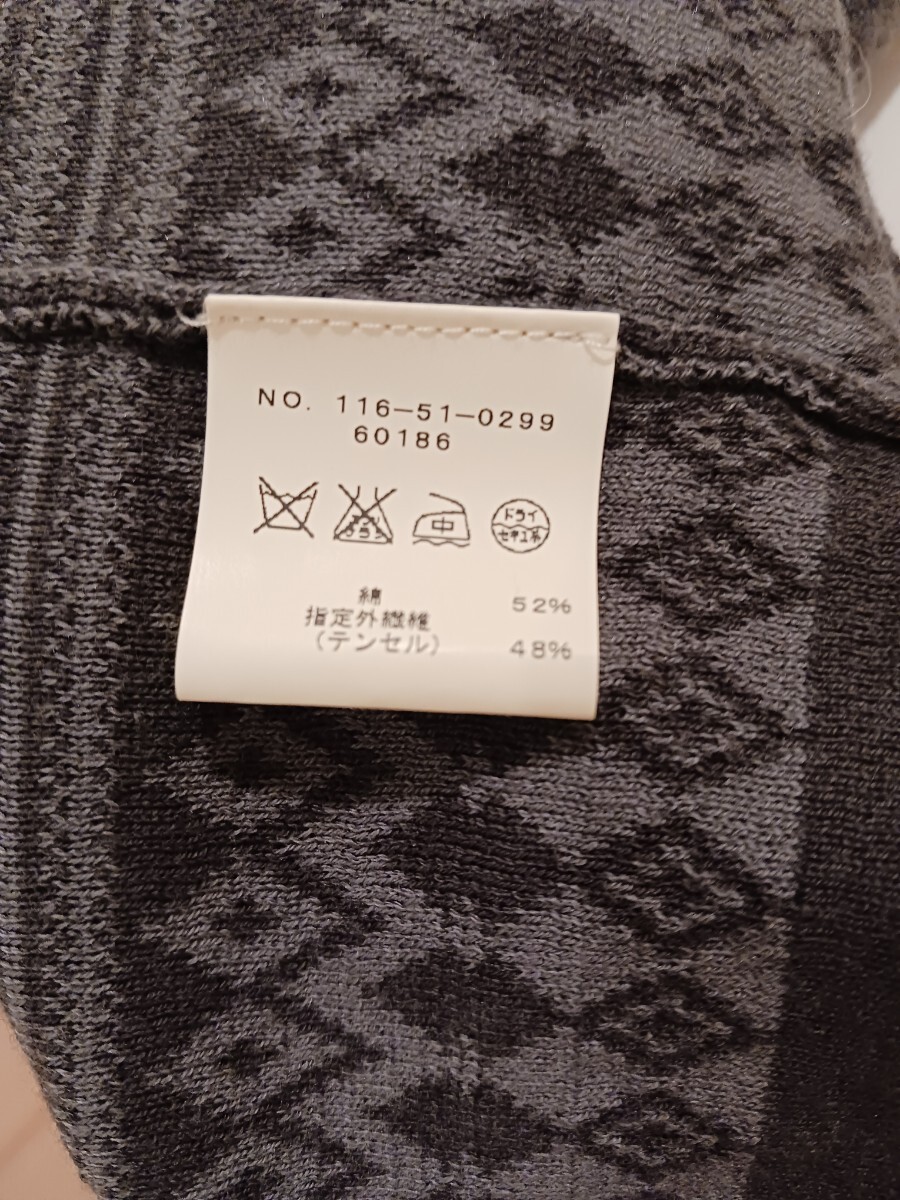 NO. 116-51-0299
60186
中
ドライ
セキユ系
綿 52%
指定外繊維
(テンセル) 48%